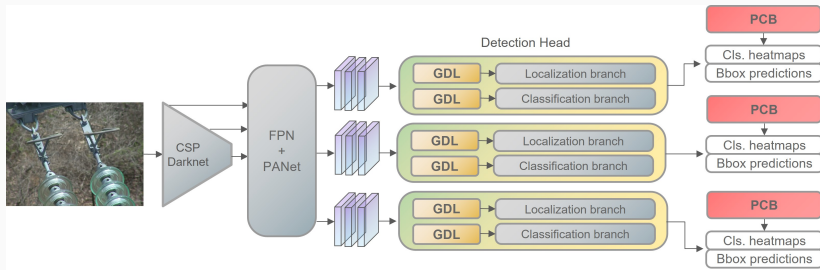 Detection Head
CSP
Darknet
FPN
+
PANet
GDL
Localization branch
GDL
Classification branch
PCB
Cls. heatmaps
Bbox predictions
GDL
Localization branch
GDL
Classification branch
PCB
Cls. heatmaps
Bbox predictions
GDL
Localization branch
GDL
Classification branch
PCB
Cls. heatmaps
Bbox predictions